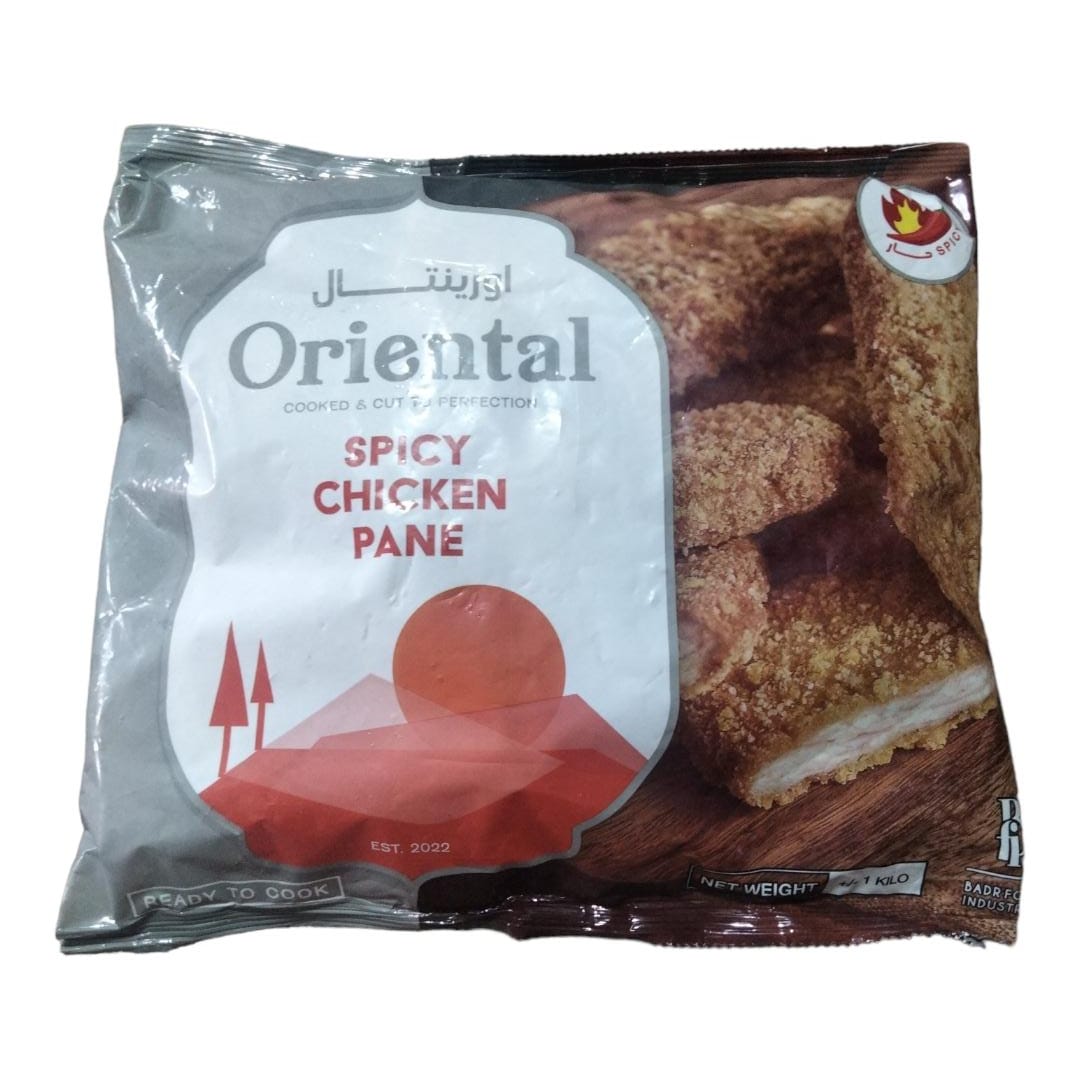 اورينتال
Oriental
COOKED & CUT TO PERFECTION
SPICY
CHICKEN
PANE
EST. 2022
READY TO COOK
حار SPICY
NET WEIGHT +/- 1 KILO
BADR